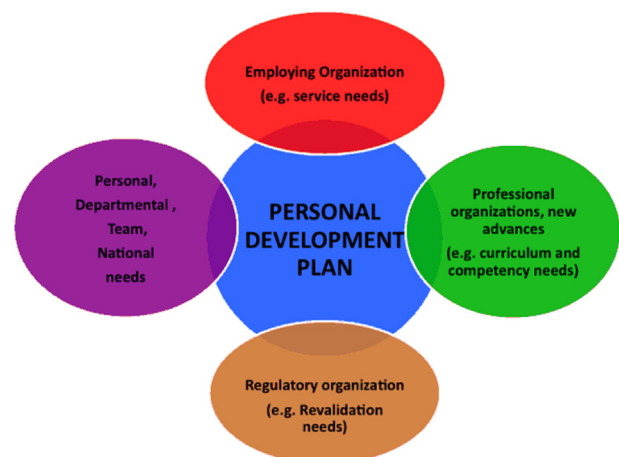 Employing Organization
(e.g. service needs)
Personal,
Departmental ,
Team,
National
needs
PERSONAL
DEVELOPMENT
PLAN
Professional
organizations, new
advances
(e.g. curriculum and
competency needs)
Regulatory organization
(e.g. Revalidation
needs)